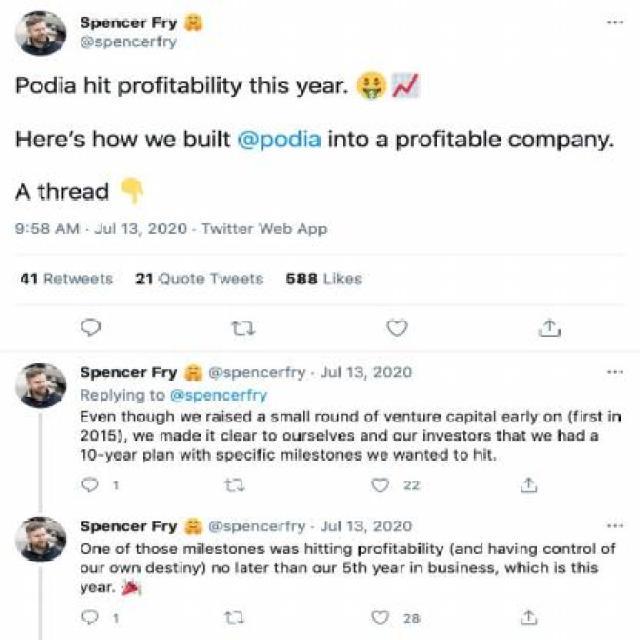 Spencer Fry 🤗
@spencerfry
Podia hit profitability this year. 🤑 📈
Here's how we built @podia into a profitable company.
A thread 👇
9:58 AM · Jul 13, 2020 · Twitter Web App
41 Retweets 21 Quote Tweets 588 Likes
Spencer Fry 🤗 @spencerfry · Jul 13, 2020
Replying to @spencerfry
Even though we raised a small round of venture capital early on (first in
2015), we made it clear to ourselves and our investors that we had a
10-year plan with specific milestones we wanted to hit.
1 22
Spencer Fry 🤗 @spencerfry · Jul 13, 2020
One of those milestones was hitting profitability (and having control of
our own destiny) no later than our 5th year in business, which is this
year. 🎉
1 28